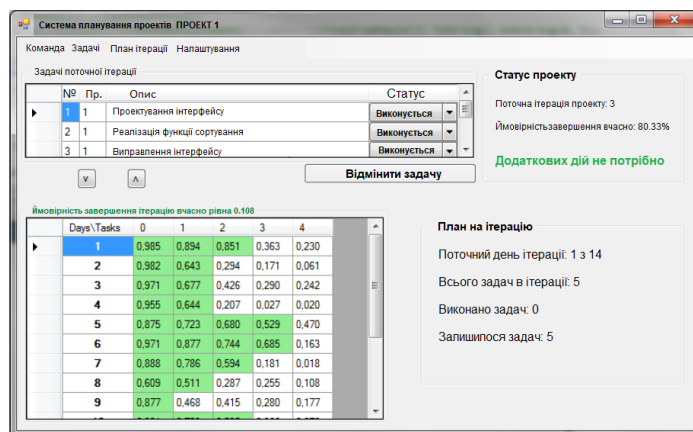 Система планування проектів ПРОЕКТ 1
Команда Задачі План ітерації Налаштування
Задачі поточної ітерації
№ Пр. Опис Статус
1 1 Проектування інтерфейсу Виконується
2 1 Реалізація функції сортування Виконується
3 1 Виправлення інтерфейсу Виконується
v ʌ Відмінити задачу
Статус проекту
Поточна ітерація проекту: 3
Ймовірністьзавершення вчасно: 80.33%
Додаткових дій не потрібно
Ймовірність завершення ітерацію вчасно рівна 0.108
Days\Tasks 0 1 2 3 4
1 0,985 0,894 0,851 0,363 0,230
2 0,982 0,643 0,294 0,171 0,061
3 0,971 0,677 0,426 0,290 0,242
4 0,955 0,644 0,207 0,027 0,020
5 0,875 0,723 0,680 0,529 0,470
6 0,971 0,877 0,744 0,685 0,163
7 0,888 0,786 0,594 0,181 0,018
8 0,609 0,511 0,287 0,255 0,108
9 0,877 0,468 0,415 0,280 0,177
План на ітерацію
Поточний день ітерації: 1 з 14
Всього задач в ітерації: 5
Виконано задач: 0
Залишилося задач: 5